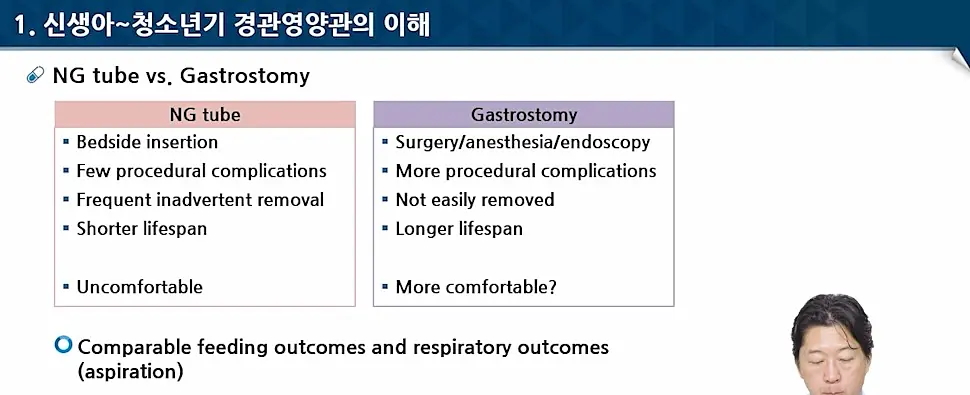 1. 신생아~청소년기 경관영양관의 이해
NG tube vs. Gastrostomy
NG tube
Bedside insertion
Few procedural complications
Frequent inadvertent removal
Shorter lifespan
Uncomfortable
Gastrostomy
Surgery/anesthesia/endoscopy
More procedural complications
Not easily removed
Longer lifespan
More comfortable?
Comparable feeding outcomes and respiratory outcomes
(aspiration)